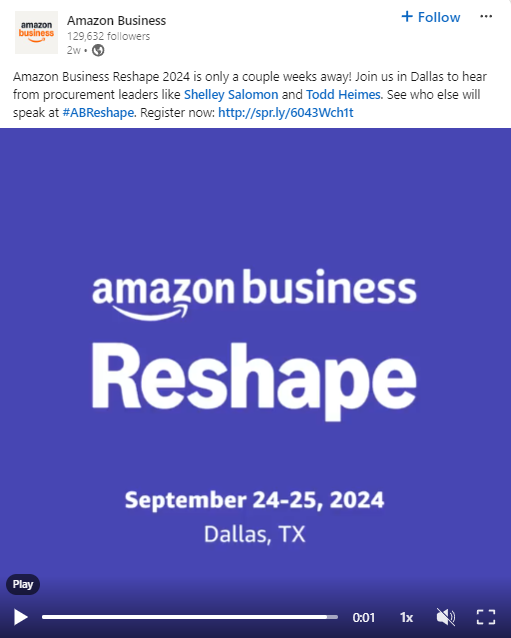 amazon
business
Amazon Business
129,632 followers
2w •
+ Follow
...
Amazon Business Reshape 2024 is only a couple weeks away! Join us in Dallas to hear
from procurement leaders like Shelley Salomon and Todd Heimes. See who else will
speak at #ABReshape. Register now: http://spr.ly/6043Wch1t
amazon business
Reshape
September 24-25, 2024
Dallas, TX
Play
0:01 1x